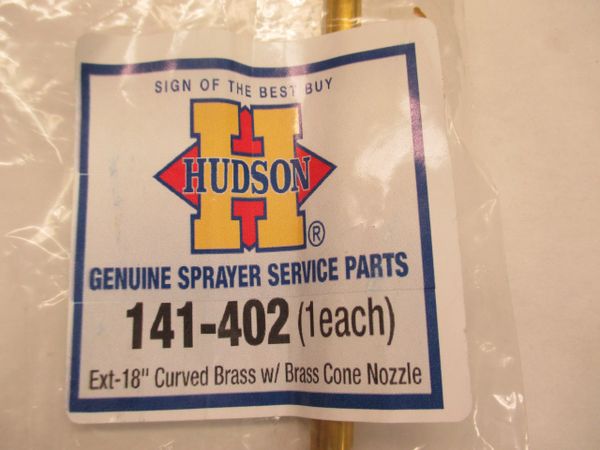 SIGN OF THE BEST BUY
HUDSON
®
GENUINE SPRAYER SERVICE PARTS
141-402 (1each)
Ext-18" Curved Brass w/ Brass Cone Nozzle